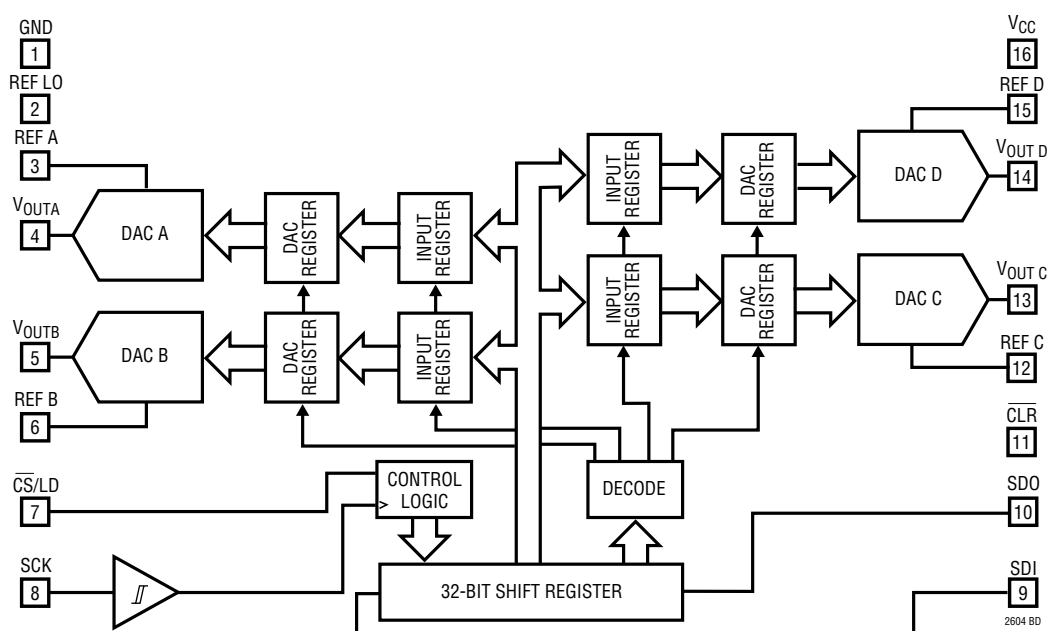 GND
1
REF LO
2
REF A
3
VOUTA
4
VOUTB
5
REF B
6
CS/LD
7
SCK
8
DAC A
DAC
REGISTER
INPUT
REGISTER
DAC B
DAC
REGISTER
INPUT
REGISTER
INPUT
REGISTER
DAC
REGISTER
DAC D
INPUT
REGISTER
DAC
REGISTER
DAC C
CONTROL
LOGIC
>
DECODE
32-BIT SHIFT REGISTER
VCC
16
REF D
15
VOUT D
14
VOUT C
13
REF C
12
CLR
11
SDO
10
SDI
9
2604 BD